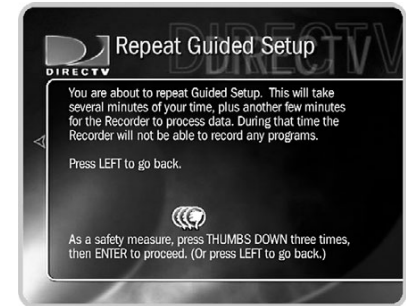 DIRECTV
Repeat Guided Setup
DIRECTV
You are about to repeat Guided Setup. This will take
several minutes of your time, plus another few minutes
for the Recorder to process data. During that time the
Recorder will not be able to record any programs.
Press LEFT to go back.
As a safety measure, press THUMBS DOWN three times,
then ENTER to proceed. (Or press LEFT to go back.)